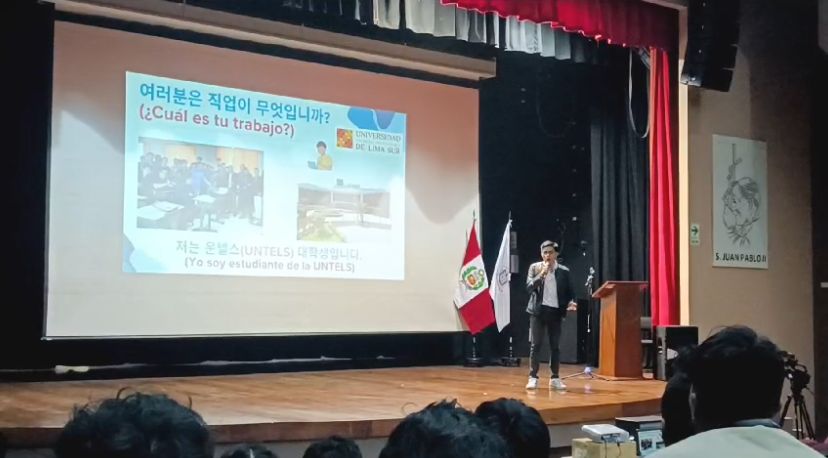 여러분은 직업이 무엇입니까?
(¿Cuál es tu trabajo?)
UNIVERSIDAD
DE LIMA SUR
저는 운텔스(UNTELS) 대학생입니다.
(Yo soy estudiante de la UNTELS)
S. JUAN PABLO II